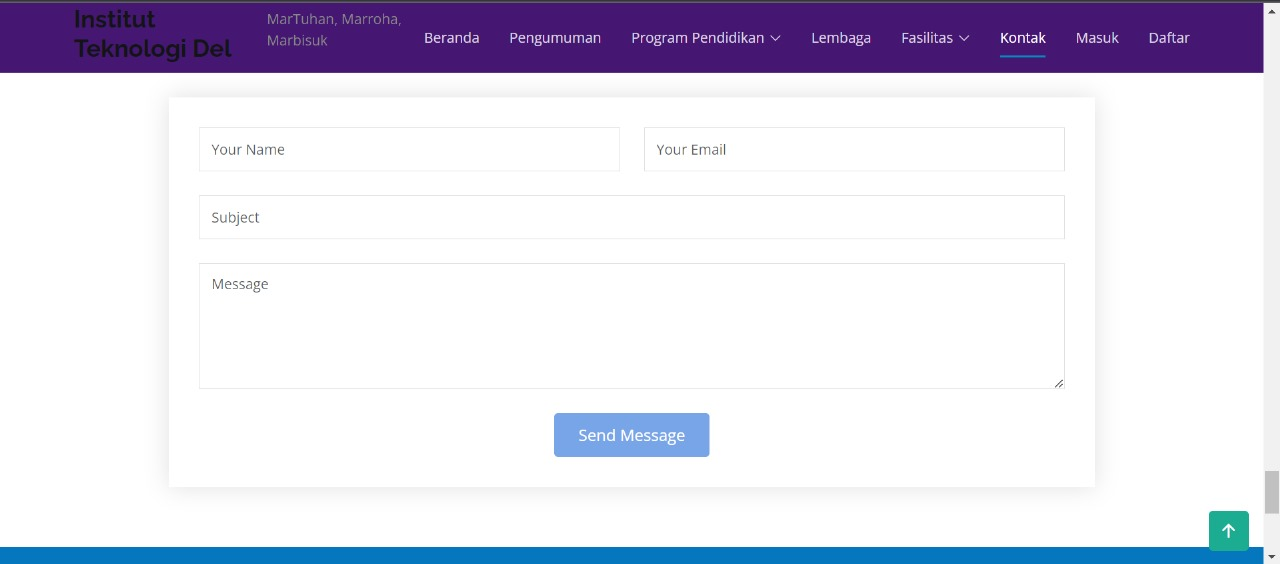 Institut
Teknologi Del
MarTuhan, Marroha,
Marbisuk
Beranda Pengumuman Program Pendidikan Lembaga Fasilitas Kontak Masuk Daftar
Your Name Your Email
Subject
Message
Send Message